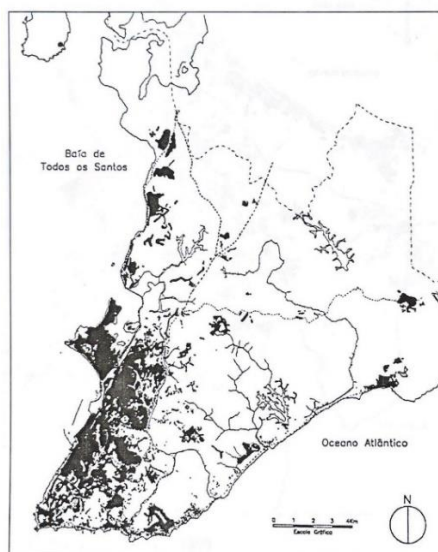 Baía de
Todos os Santos
Oceano Atlântico
N
0 1 2 3 4Km
Escala Gráfica